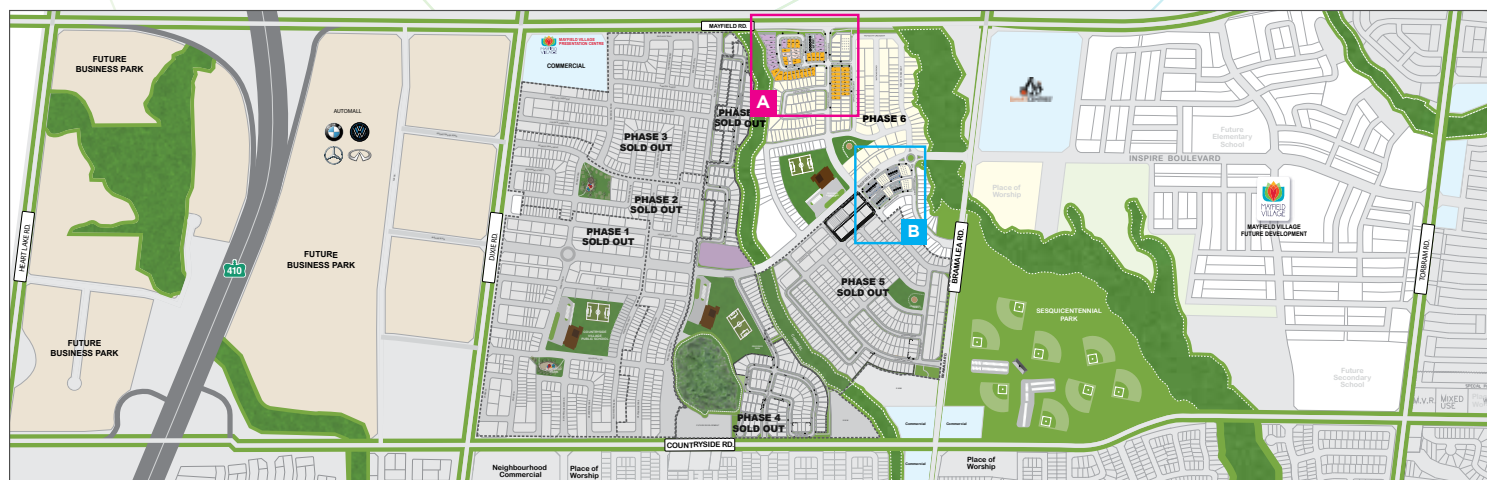 MAYFIELD RD.
FUTURE
BUSINESS PARK
MAYFIELD VILLAGE
PRESENTATION CENTRE
COMMERCIAL
AUTOMALL
A
PHASE 6
PHASE 3
SOLD OUT
PHASE
SOLD OUT
Future
Elementary
School
INSPIRE BOULEVARD
Place of
Worship
MAYFIELD
VILLAGE
MAYFIELD VILLAGE
FUTURE DEVELOPMENT
PHASE 2
SOLD OUT
PHASE 1
SOLD OUT
B
HEART LAKE RD.
410
FUTURE
BUSINESS PARK
DIXIE RD.
BRAMALEA RD.
TORBRAM RD.
PHASE 5
SOLD OUT
SESQUICENTENNIAL
PARK
FUTURE
BUSINESS PARK
Future
Secondary
School
M.V.R.
MIXED
USE
PHASE 4
SOLD OUT
Commercial
Commercial
COUNTRYSIDE RD.
Neighbourhood
Commercial
Place of
Worship
Commercial
Place of
Worship